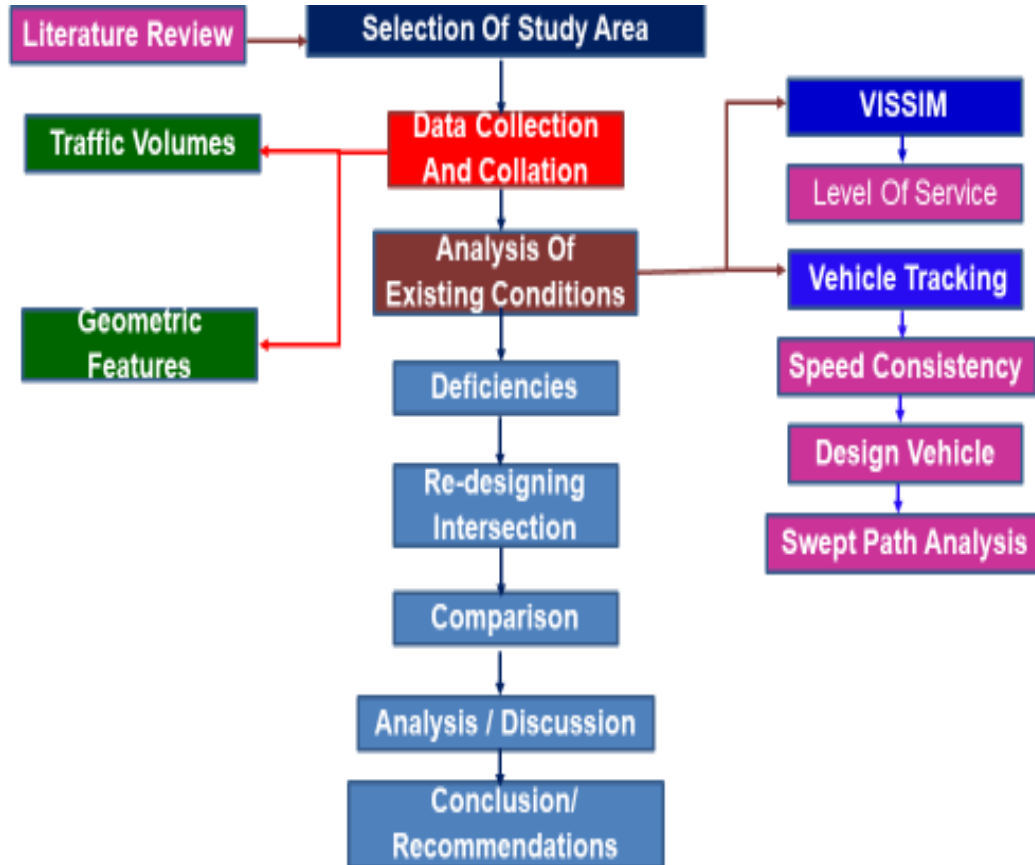 Literature Review
Selection Of Study Area
Traffic Volumes
Data Collection
And Collation
VISSIM
Level Of Service
Analysis Of
Existing Conditions
Vehicle Tracking
Geometric
Features
Speed Consistency
Deficiencies
Design Vehicle
Re-designing
Intersection
Swept Path Analysis
Comparison
Analysis / Discussion
Conclusion/
Recommendations